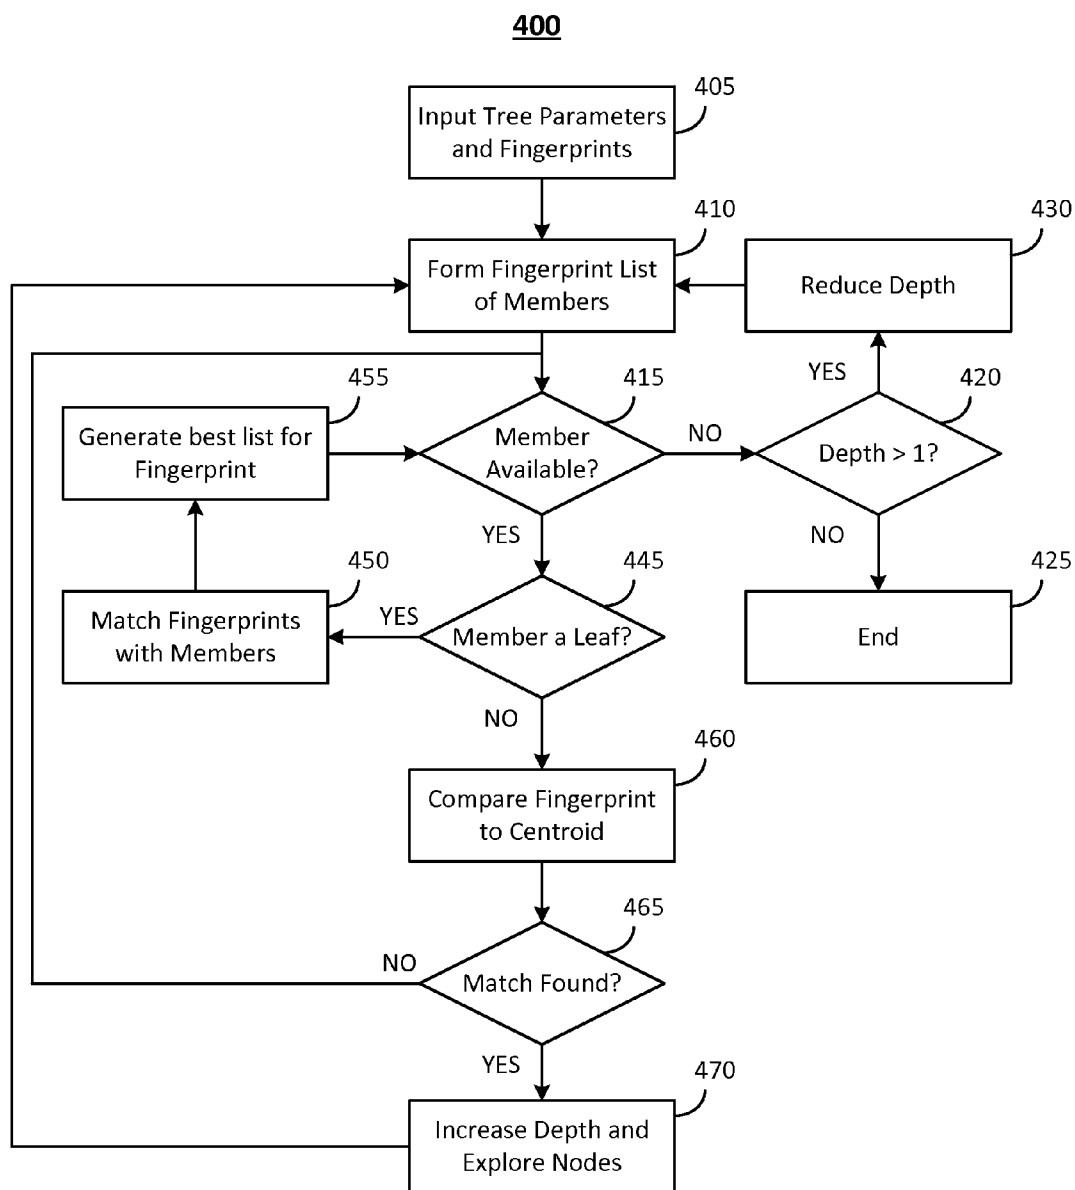 400
405
Input Tree Parameters
and Fingerprints
410
Form Fingerprint List
of Members
430
Reduce Depth
455
Generate best list for
Fingerprint
415
Member
Available?
NO
YES
420
Depth > 1?
YES
NO
450
Match Fingerprints
with Members
YES
445
Member a Leaf?
425
End
NO
460
Compare Fingerprint
to Centroid
465
NO
Match Found?
YES
470
Increase Depth and
Explore Nodes